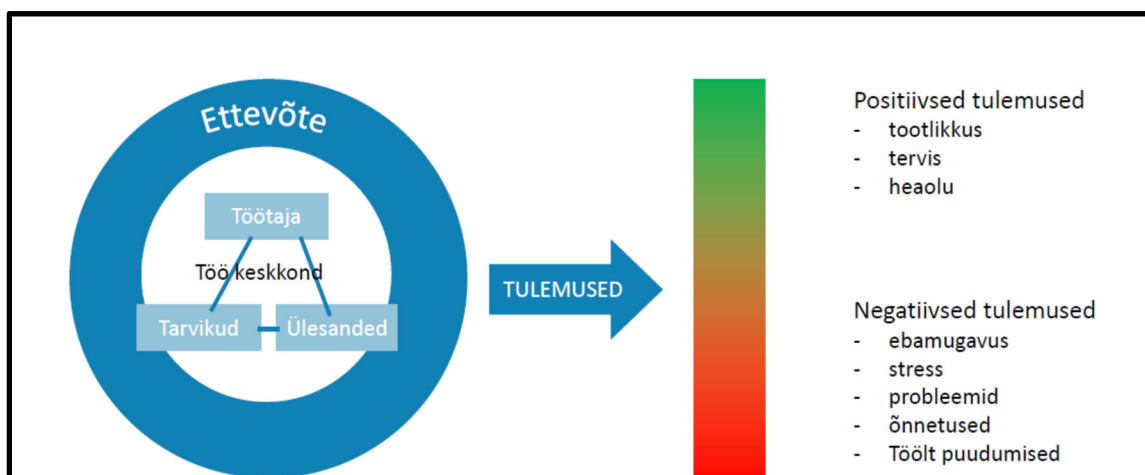 Ettevõte
Töötaja
Töö keskkond
Tarvikud
Ülesanded
TULEMUSED
Positiivsed tulemused
- tootlikkus
- tervis
- heaolu
Negatiivsed tulemused
- ebamugavus
- stress
- probleemid
- õnnetused
- Töölt puudumised